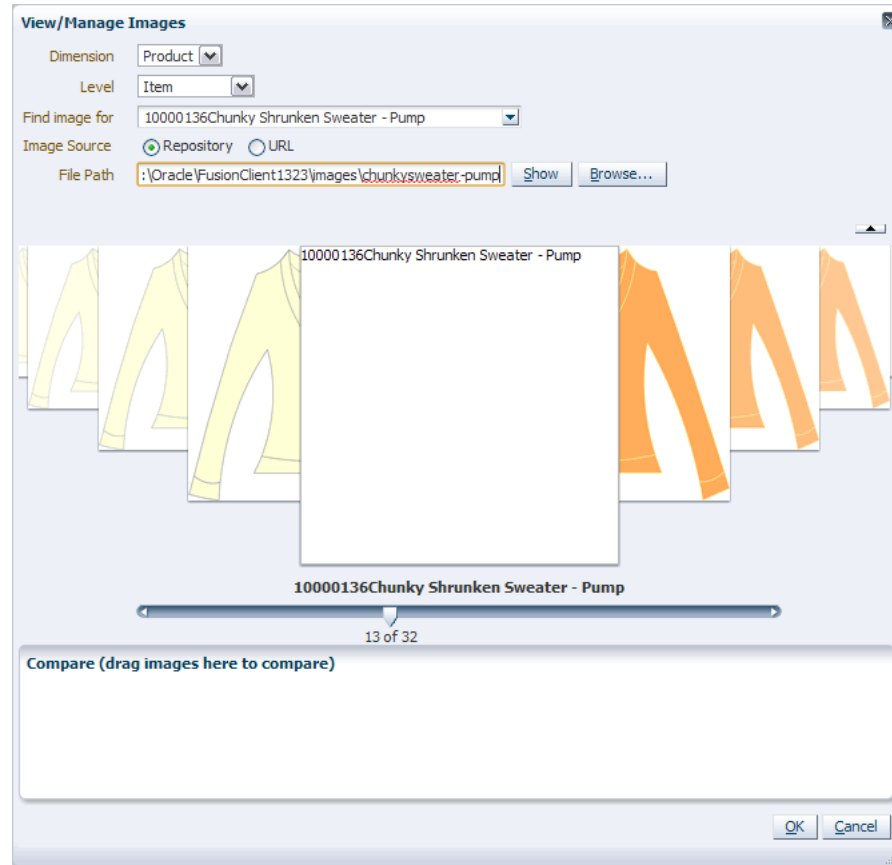 View/Manage Images
Dimension Product
Level Item
Find image for 10000136Chunky Shrunken Sweater - Pump
Image Source Repository URL
File Path :\Oracle\FusionClient1323\images\chunkysweater-pump Show Browse...
10000136Chunky Shrunken Sweater - Pump
10000136Chunky Shrunken Sweater - Pump
13 of 32
Compare (drag images here to compare)
OK Cancel